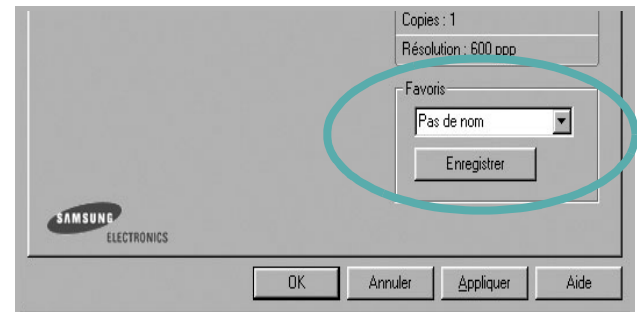 Copies : 1
Résolution : 600 ppp
Favoris
Pas de nom
Enregistrer
SAMSUNG
ELECTRONICS
OK Annuler Appliquer Aide